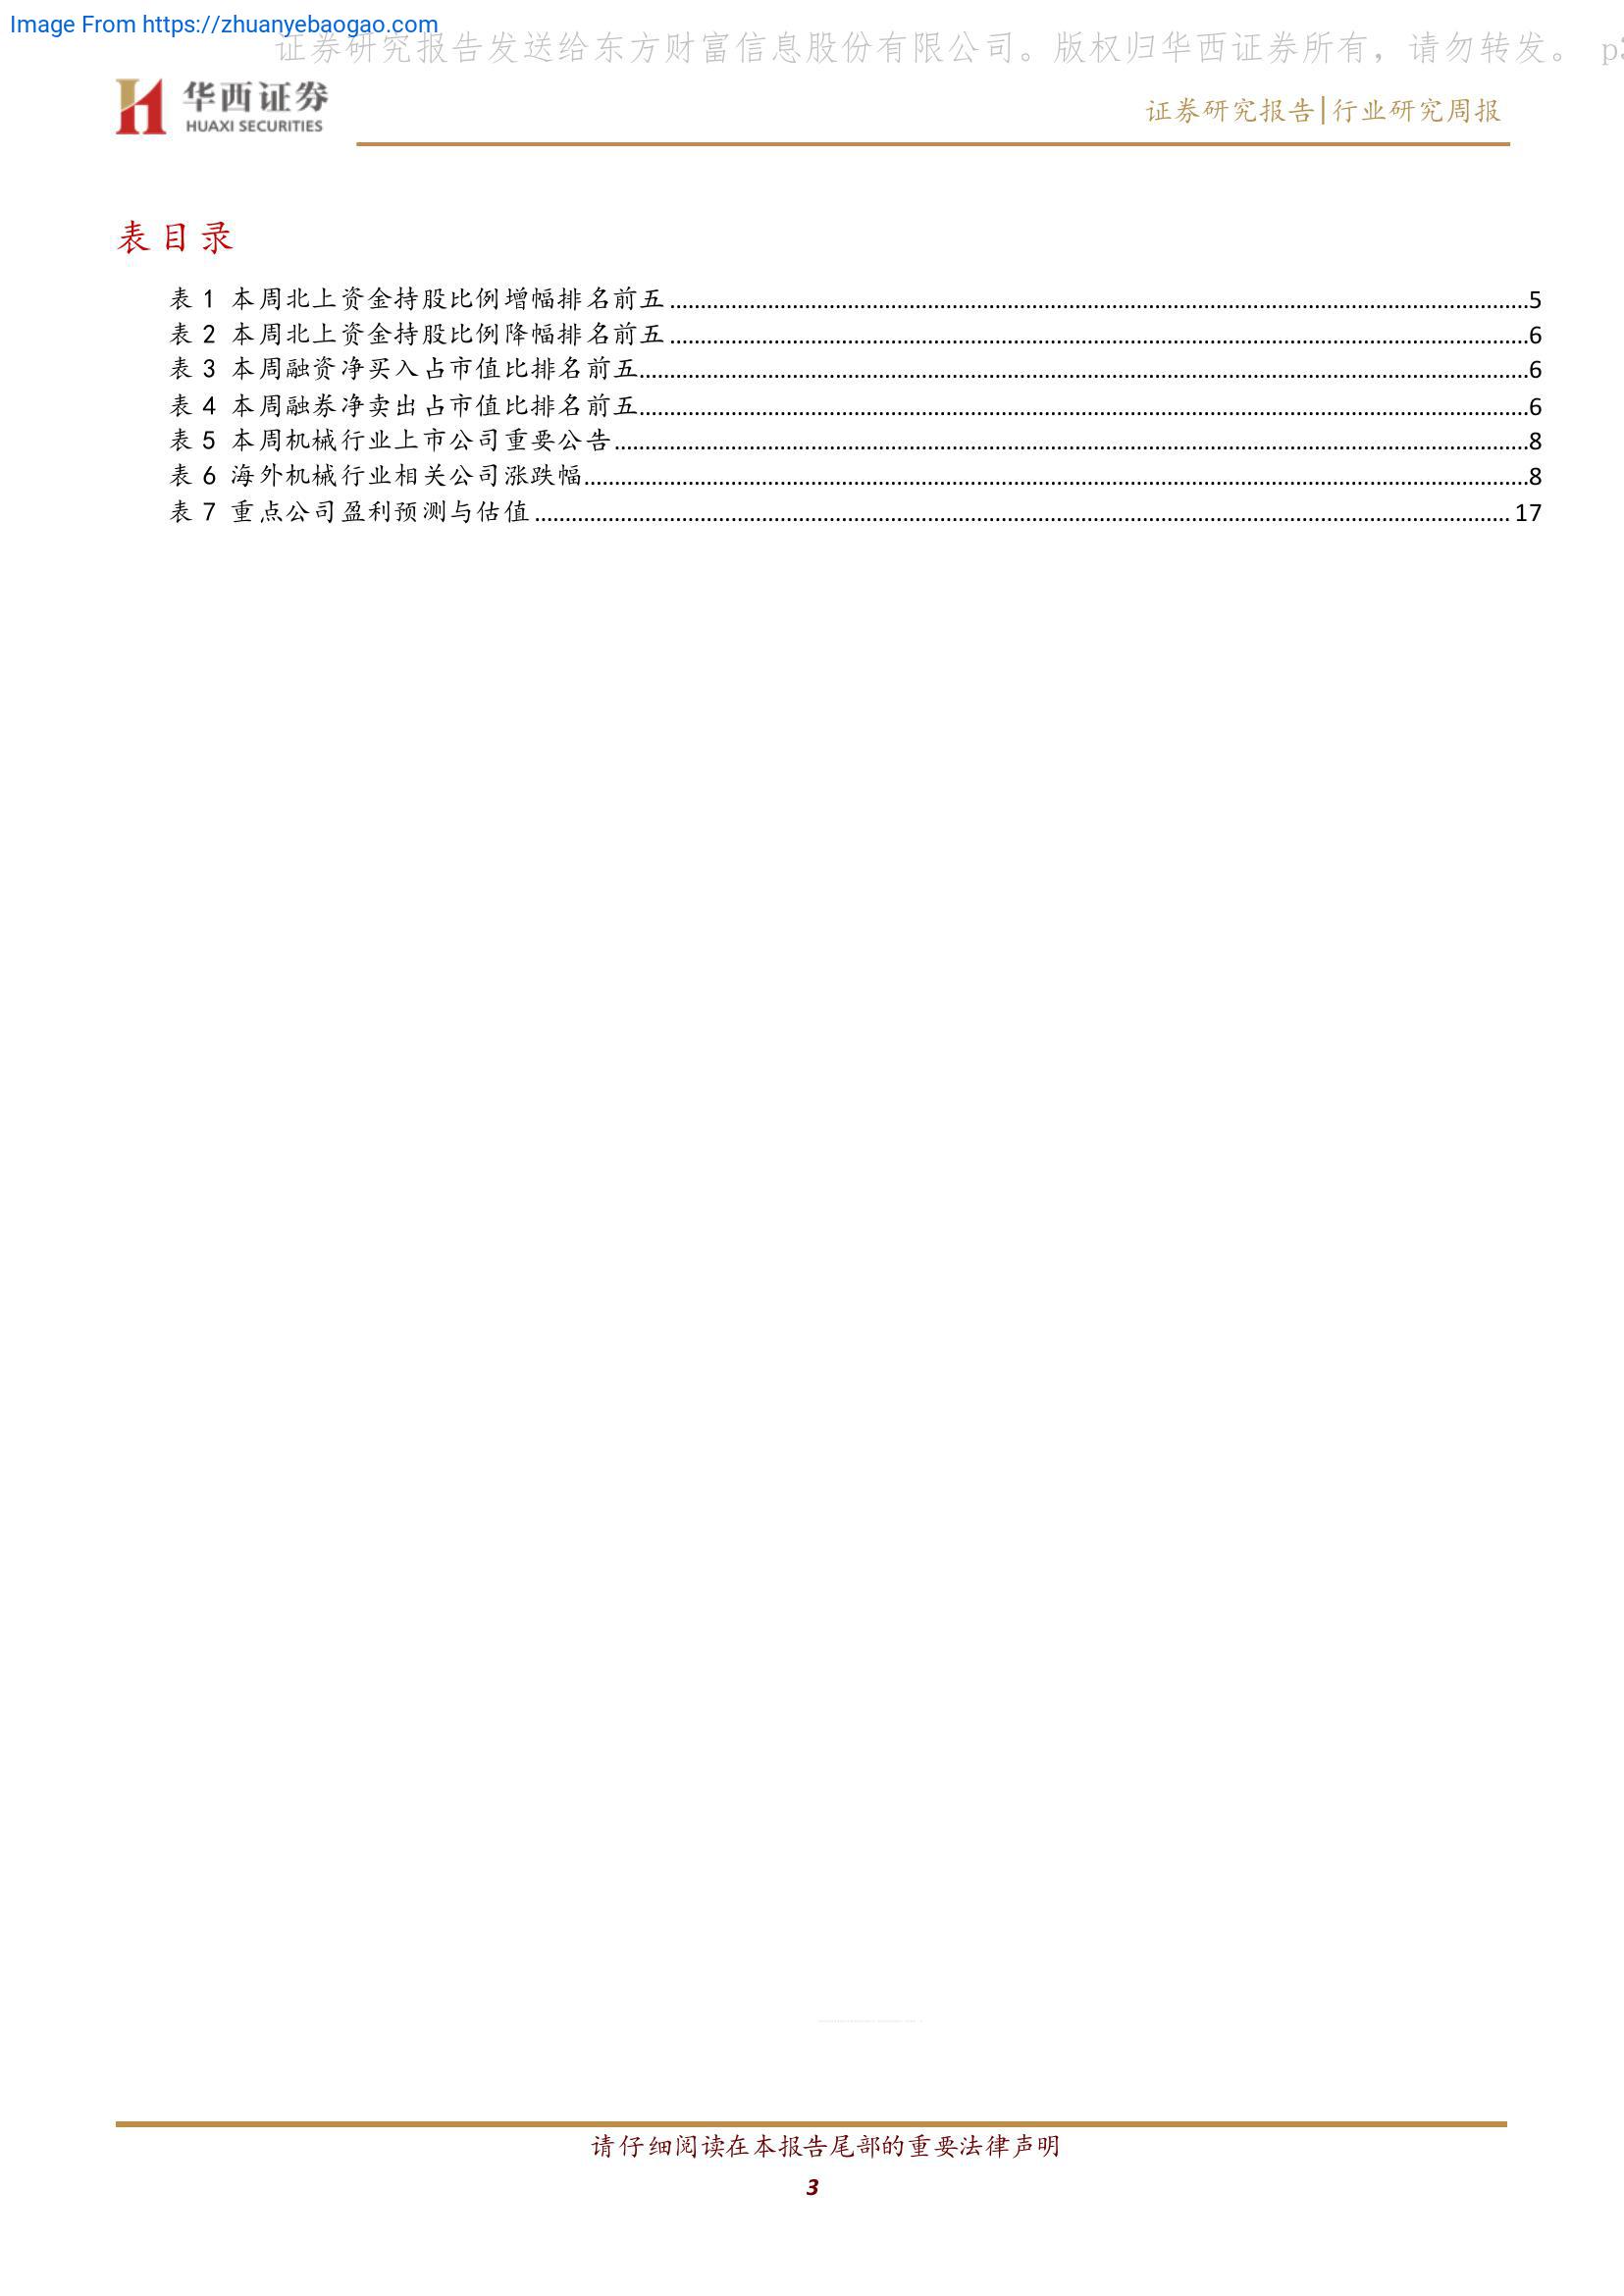 Image From https://zhuanyebaogao.com
证券研究报告发送给东方财富信息股份有限公司。版权归华西证券所有，请勿转发。 p
华西证券
HUAXI SECURITIES
证券研究报告|行业研究周报
表目录
表 1 本周北上资金持股比例增幅排名前五........................5
表 2 本周北上资金持股比例降幅排名前五........................6
表 3 本周融资净买入占市值比排名前五........................6
表 4 本周融券净卖出占市值比排名前五........................6
表 5 本周机械行业上市公司重要公告........................8
表 6 海外机械行业相关公司涨跌幅........................8
表 7 重点公司盈利预测与估值........................17
请仔细阅读在本报告尾部的重要法律声明
3